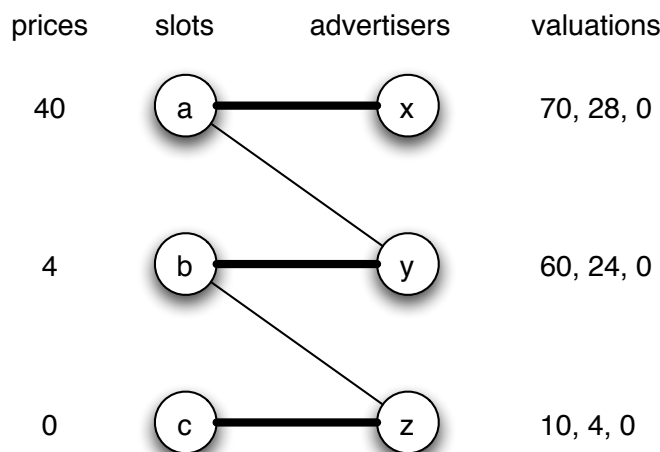 prices slots advertisers valuations
40 a x 70, 28, 0
4 b y 60, 24, 0
0 c z 10, 4, 0